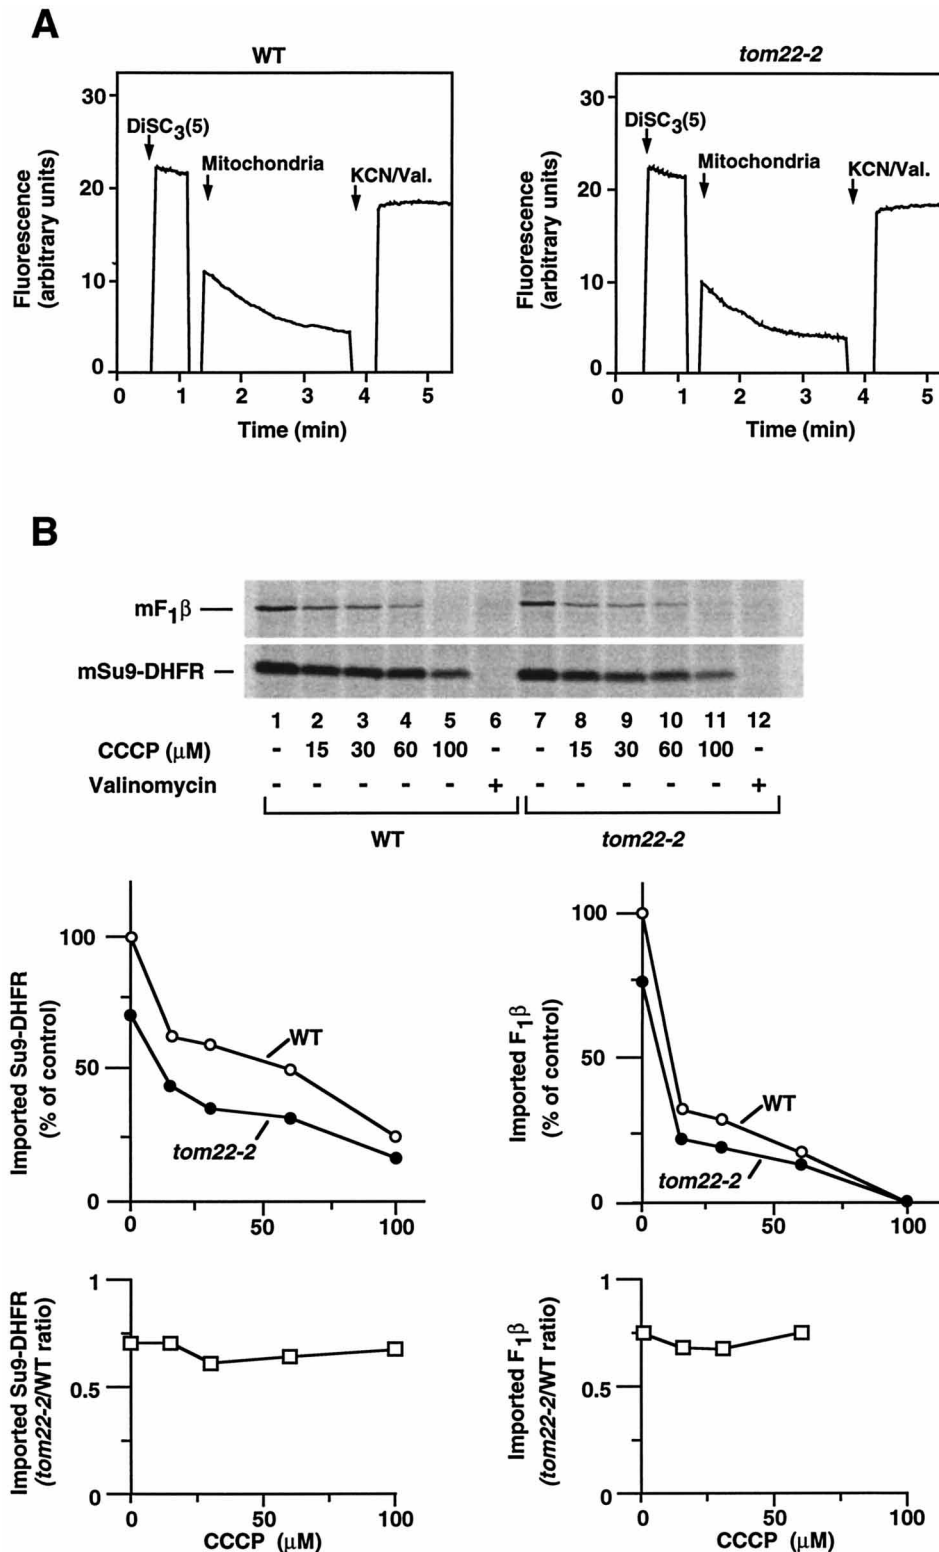 A
WT
Fluorescence
(arbitrary units)
30
20
10
0
DiSC3(5)
Mitochondria
KCN/Val.
0 1 2 3 4 5
Time (min)
tom22-2
Fluorescence
(arbitrary units)
30
20
10
0
DiSC3(5)
Mitochondria
KCN/Val.
0 1 2 3 4 5
Time (min)
B
mF1β
mSu9-DHFR
1 2 3 4 5 6 7 8 9 10 11 12
CCCP (μM) - 15 30 60 100 - - 15 30 60 100 -
Valinomycin - - - - - + - - - - - +
WT tom22-2
Imported Su9-DHFR
(% of control)
100
50
0
WT
tom22-2
0 50 100
Imported F1β
(% of control)
100
50
0
WT
tom22-2
0 50 100
Imported Su9-DHFR
(tom22-2/WT ratio)
1
0.5
0
0 50 100
CCCP (μM)
Imported F1β
(tom22-2/WT ratio)
1
0.5
0
0 50 100
CCCP (μM)